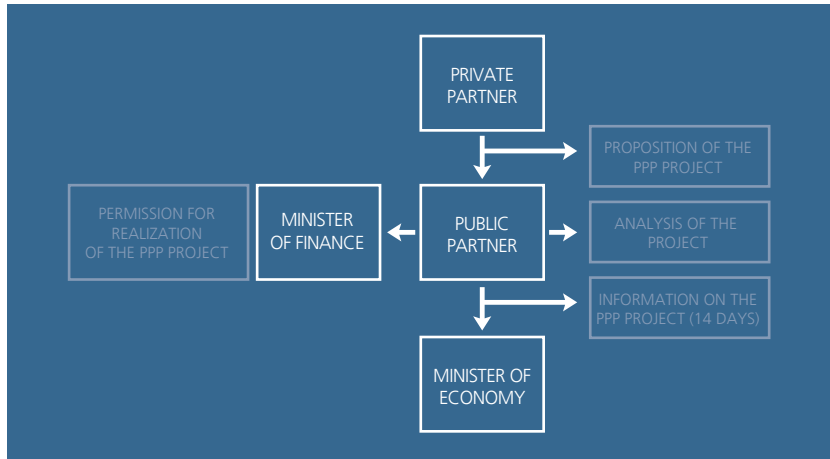 PRIVATE
PARTNER
PROPOSITION OF THE
PPP PROJECT
PERMISSION FOR
REALIZATION
OF THE PPP PROJECT
MINISTER
OF FINANCE
PUBLIC
PARTNER
ANALYSIS OF THE
PROJECT
INFORMATION ON THE
PPP PROJECT (14 DAYS)
MINISTER OF
ECONOMY